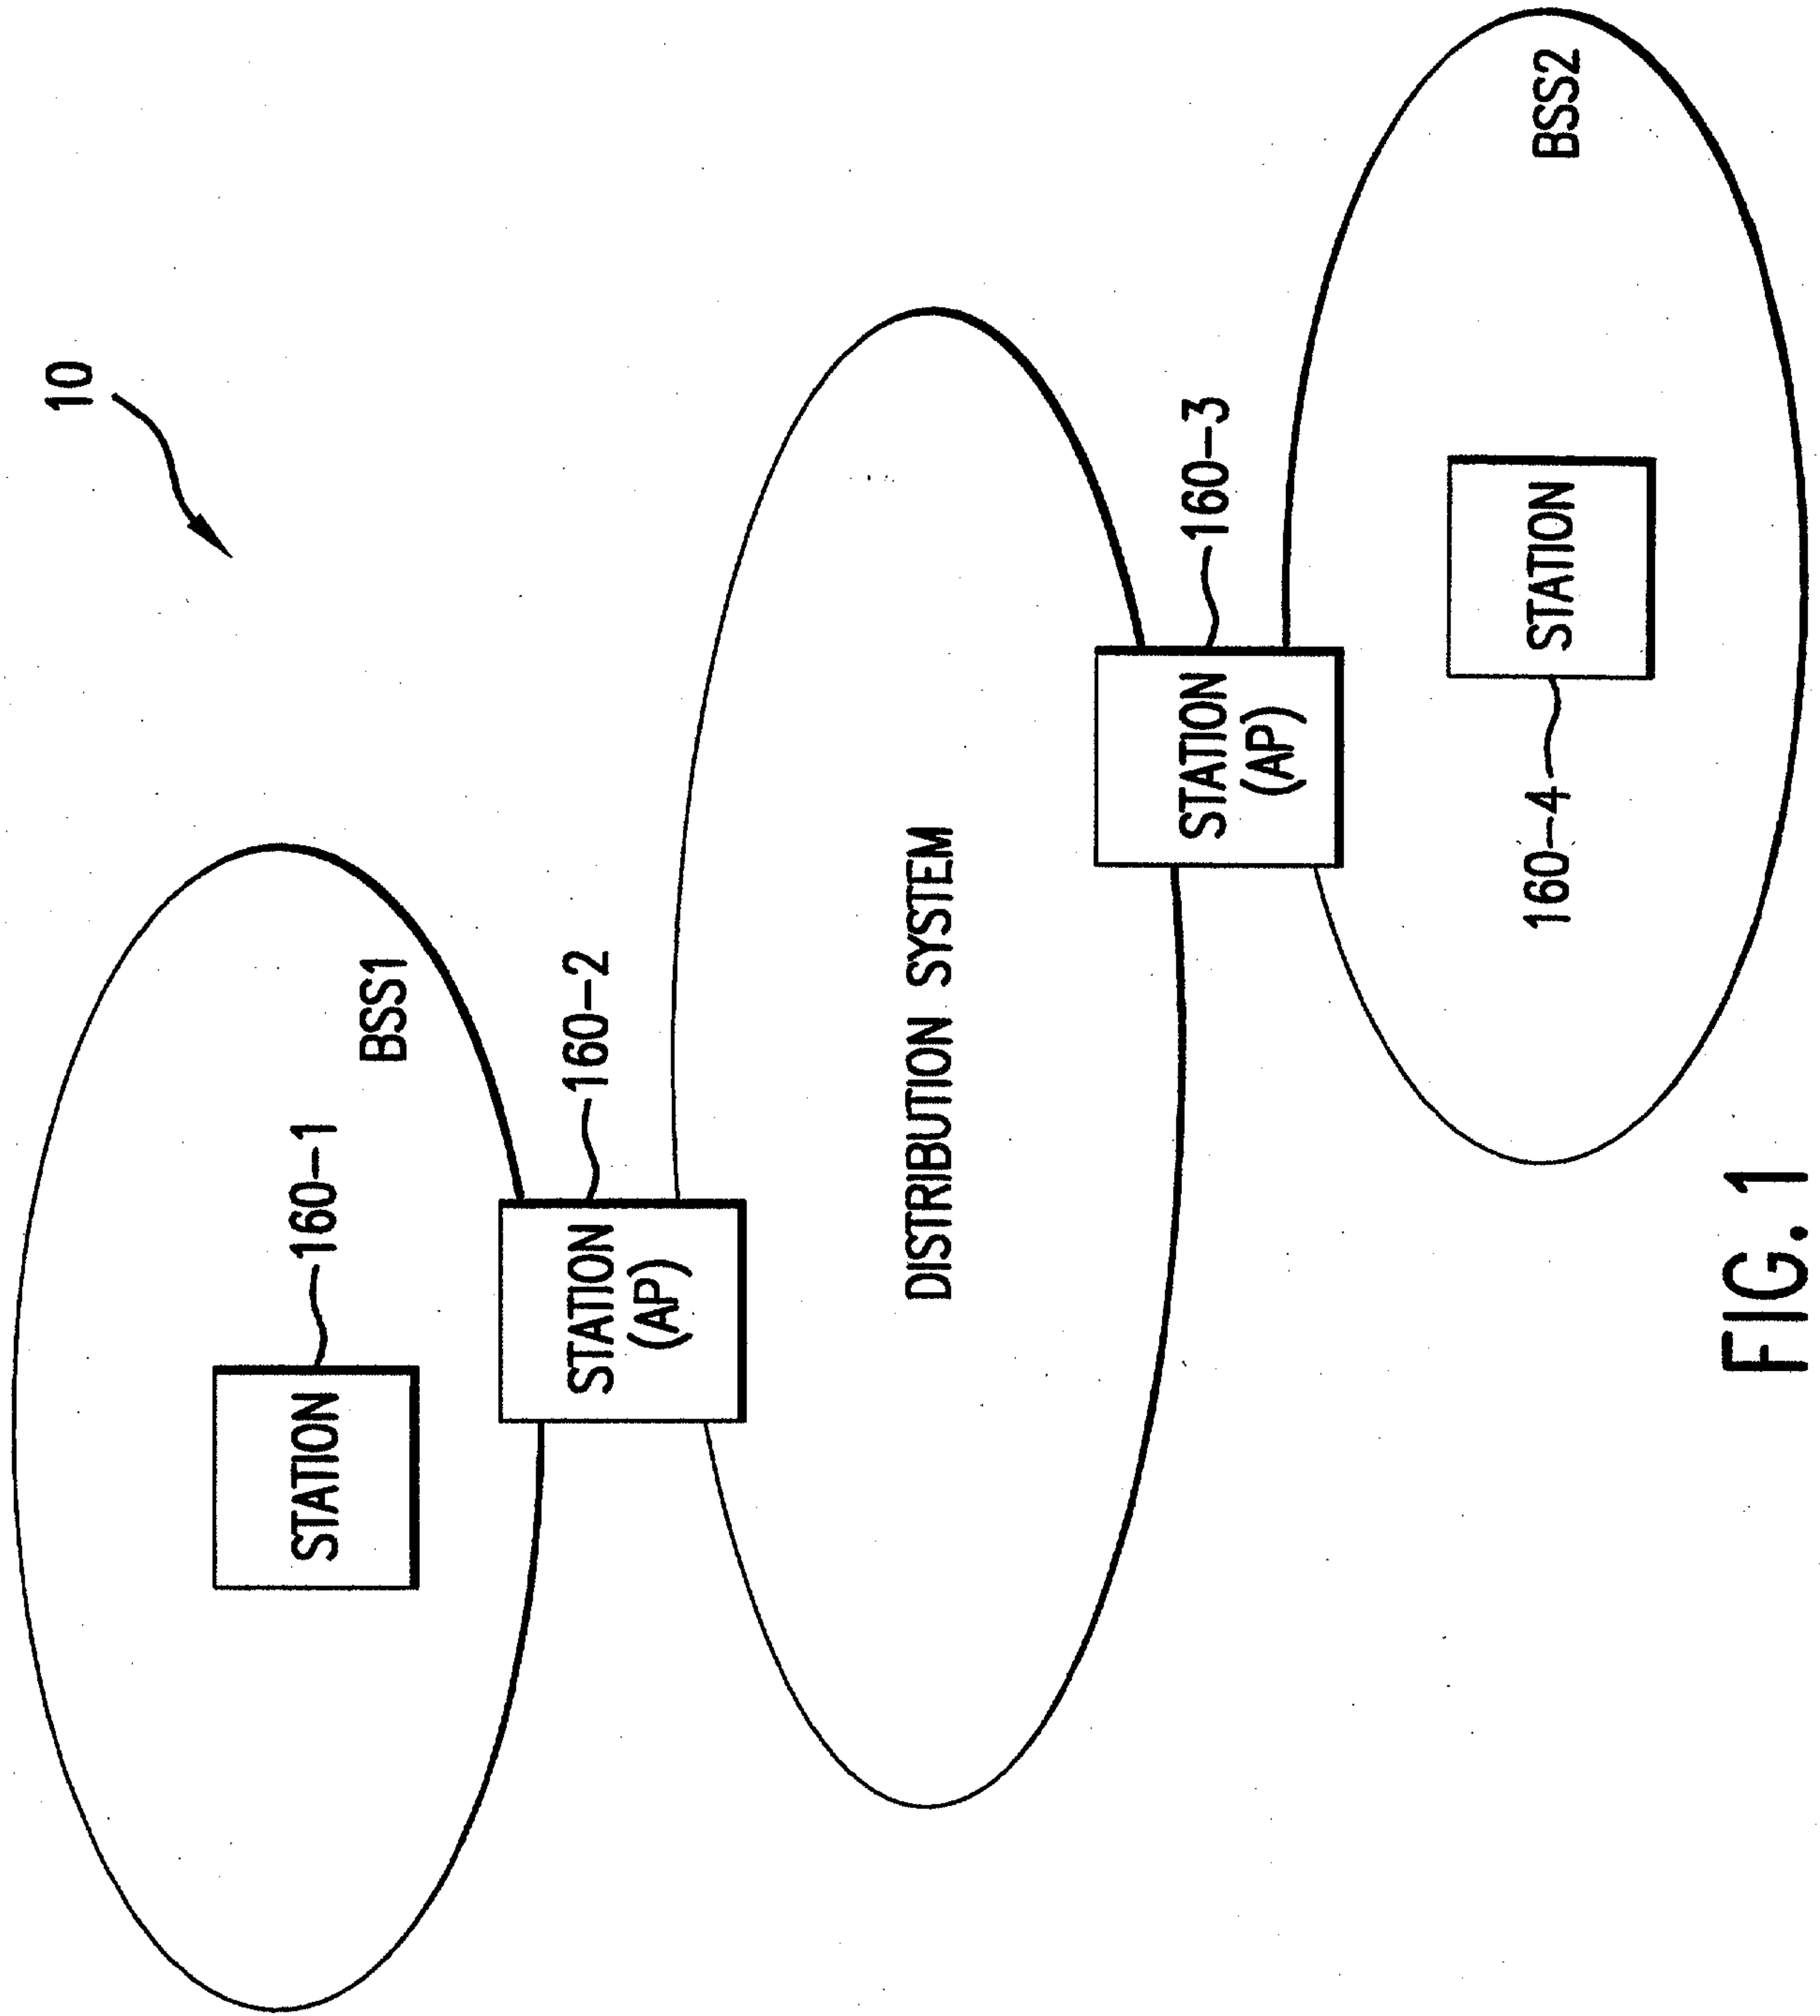 10
BSS1
160-1
STATION
160-2
STATION
(AP)
DISTRIBUTION SYSTEM
160-3
STATION
(AP)
BSS2
STATION
160-4
FIG. 1